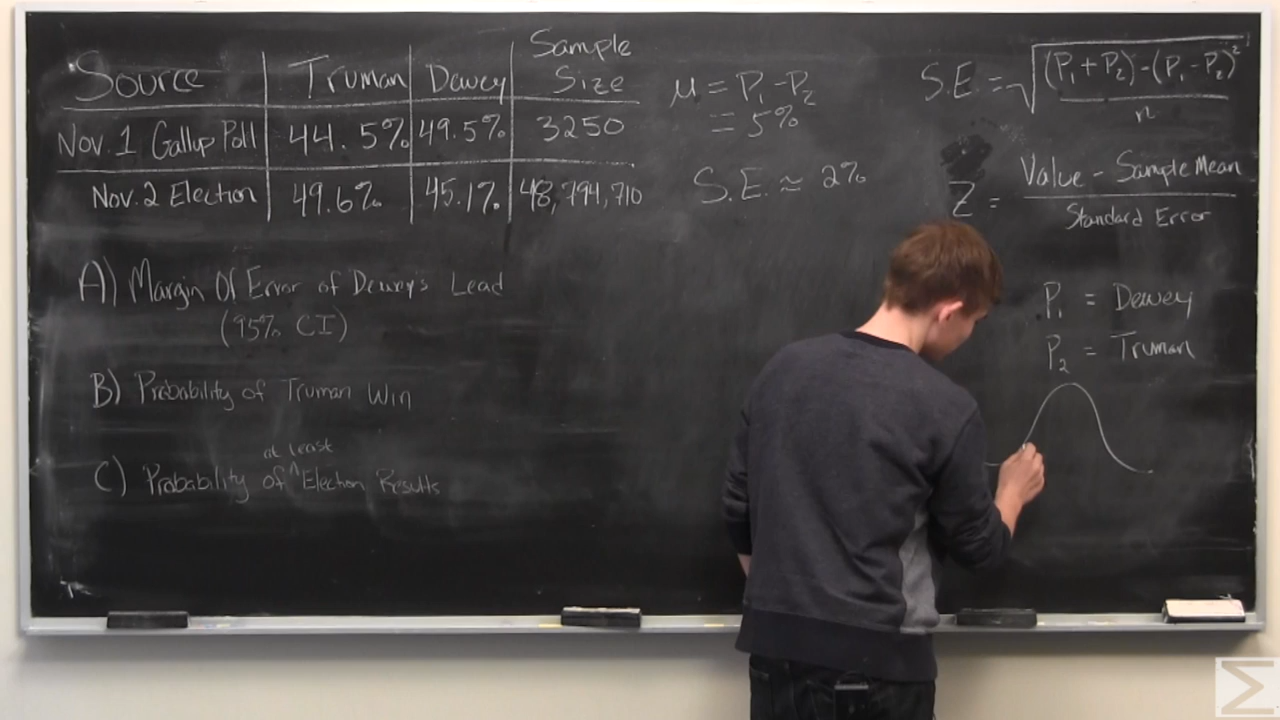 Source Truman Dewey Sample Size
Nov. 1 Gallup Poll 44.5% 49.5% 3250
Nov. 2 Election 49.6% 45.1% 48,794,710
A) Margin Of Error of Dewey's Lead
(95% CI)
B) Probability of Truman Win
C) Probability of at least Election Results
μ = P₁-P₂
= 5%
S.E. ≈ 2%
S.E. = √((P₁+P₂)-(P₁-P₂)²/n)
Z = Value - Sample Mean / Standard Error
P₁ = Dewey
P₂ = Truman
Σ